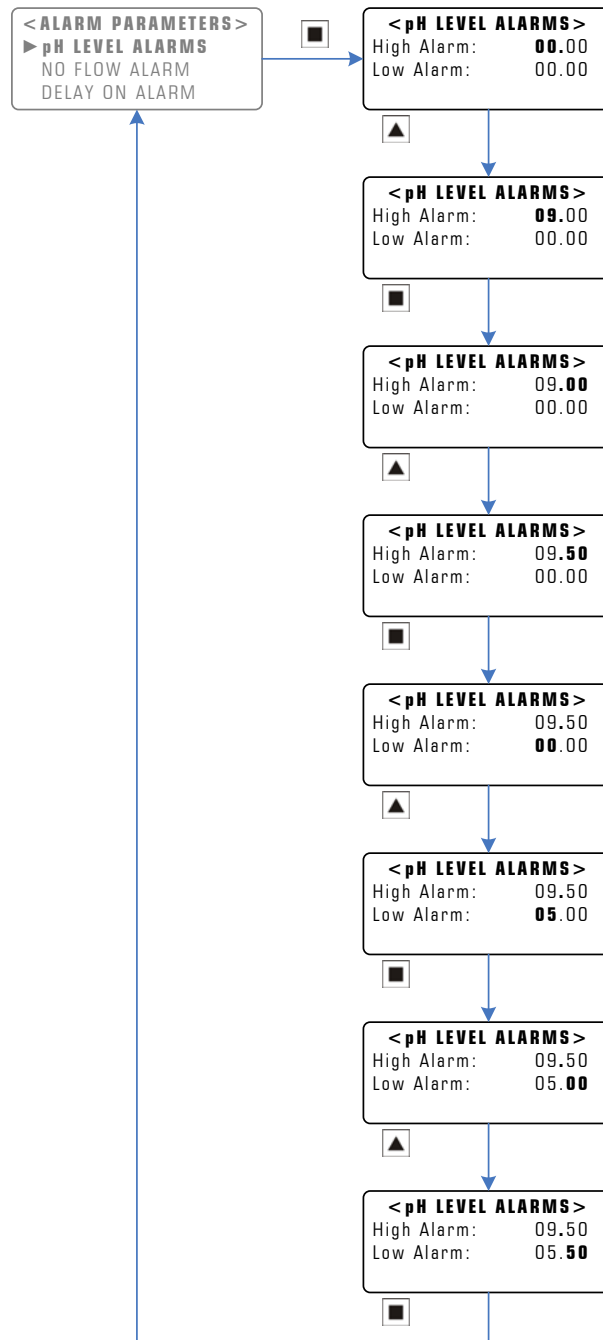 <ALARM PARAMETERS>
► pH LEVEL ALARMS
NO FLOW ALARM
DELAY ON ALARM
<pH LEVEL ALARMS>
High Alarm: 00.00
Low Alarm: 00.00
<pH LEVEL ALARMS>
High Alarm: 09.00
Low Alarm: 00.00
<pH LEVEL ALARMS>
High Alarm: 09.00
Low Alarm: 00.00
<pH LEVEL ALARMS>
High Alarm: 09.50
Low Alarm: 00.00
<pH LEVEL ALARMS>
High Alarm: 09.50
Low Alarm: 00.00
<pH LEVEL ALARMS>
High Alarm: 09.50
Low Alarm: 05.00
<pH LEVEL ALARMS>
High Alarm: 09.50
Low Alarm: 05.00
<pH LEVEL ALARMS>
High Alarm: 09.50
Low Alarm: 05.50